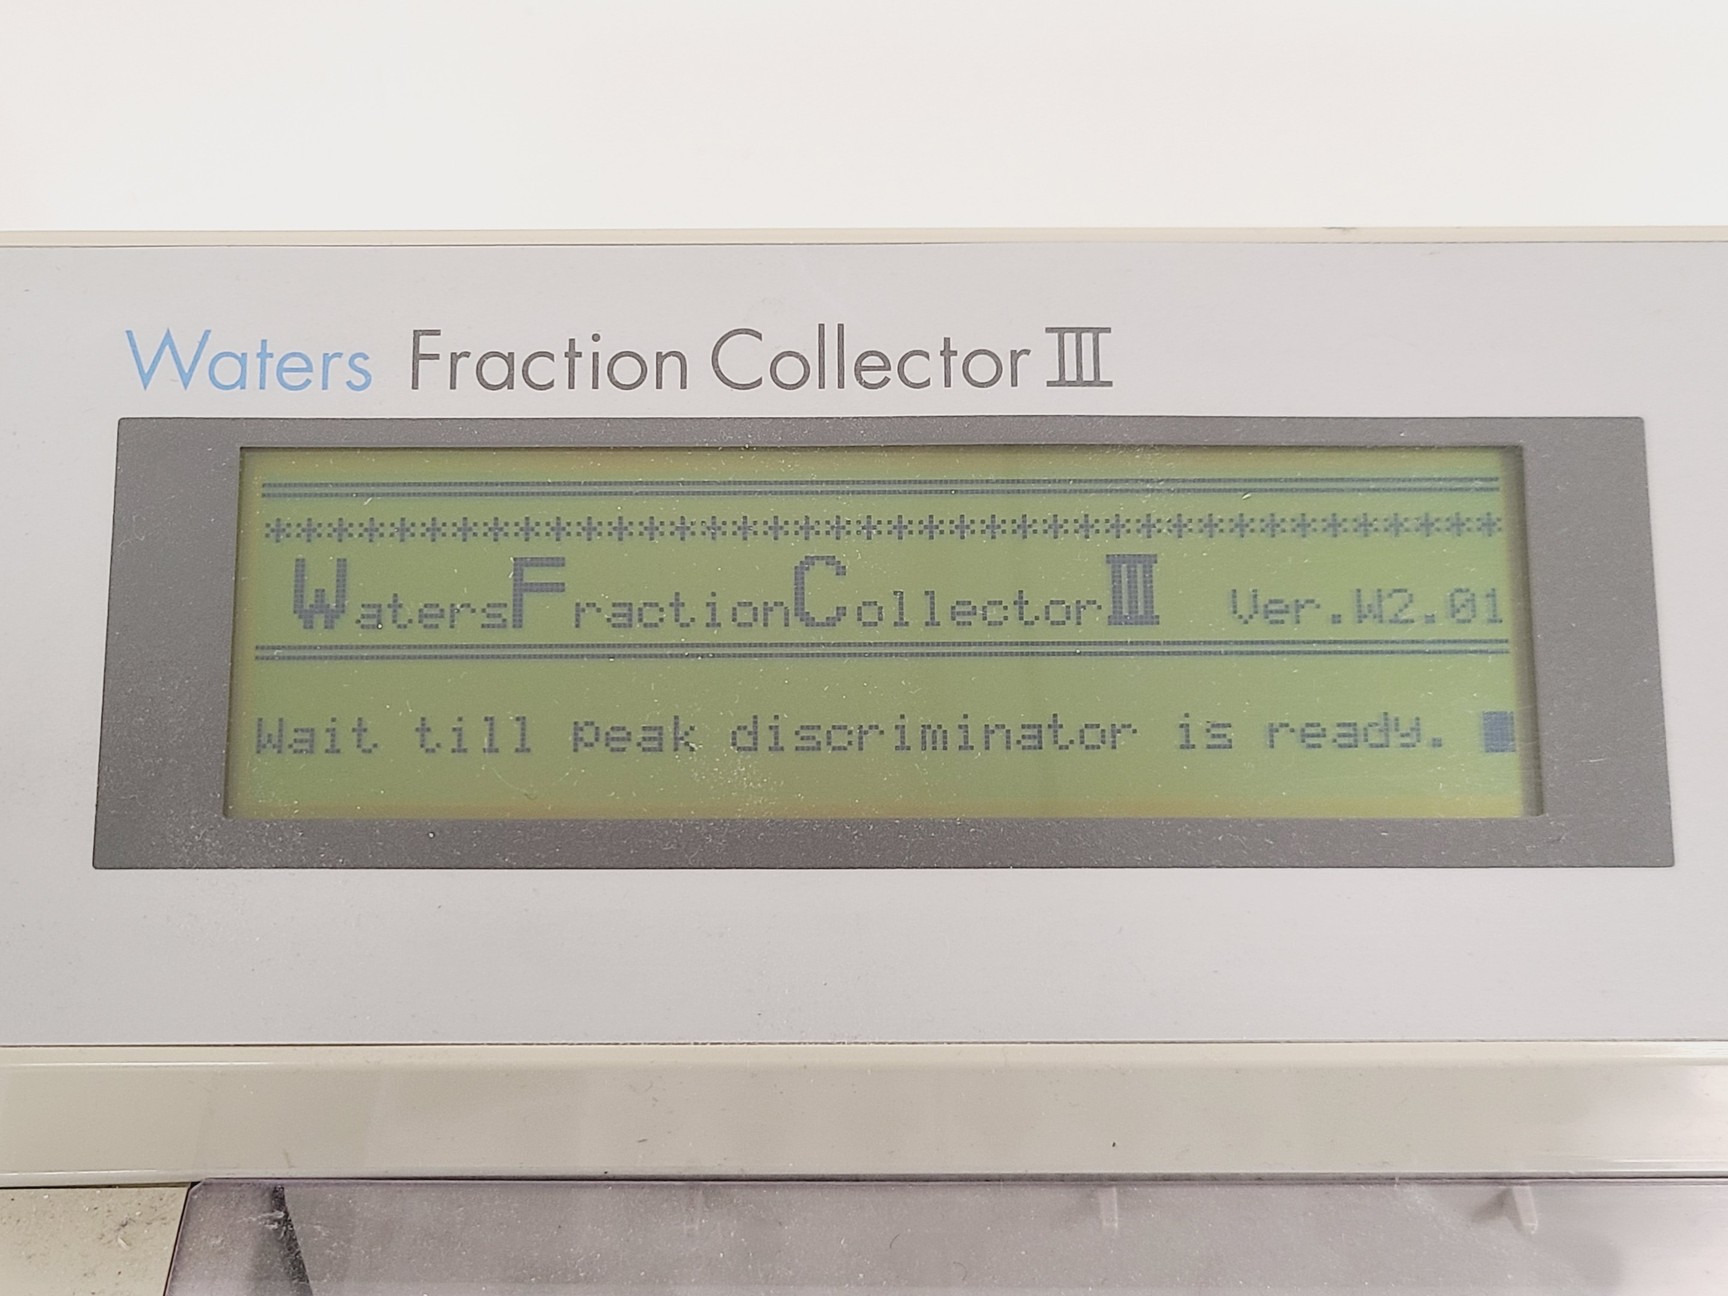 Waters Fraction Collector III
****************************************
WatersFractionCollectorIII Ver.W2.01
Wait till peak discriminator is ready.